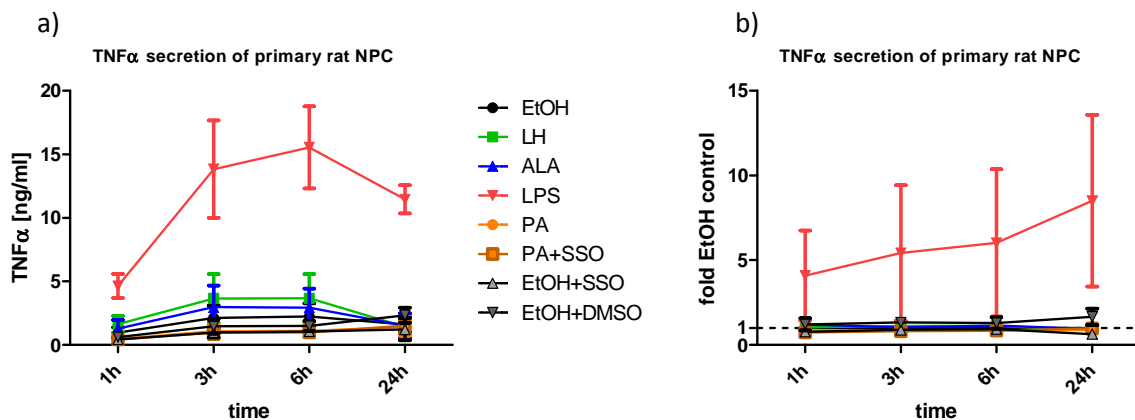 a)
TNFα secretion of primary rat NPC
20
15
10
5
0
TNFα [ng/ml]
1h
3h
6h
24h
time
EtOH
LH
ALA
LPS
PA
PA+SSO
EtOH+SSO
EtOH+DMSO
b)
TNFα secretion of primary rat NPC
15
10
5
1
0
fold EtOH control
1h
3h
6h
24h
time